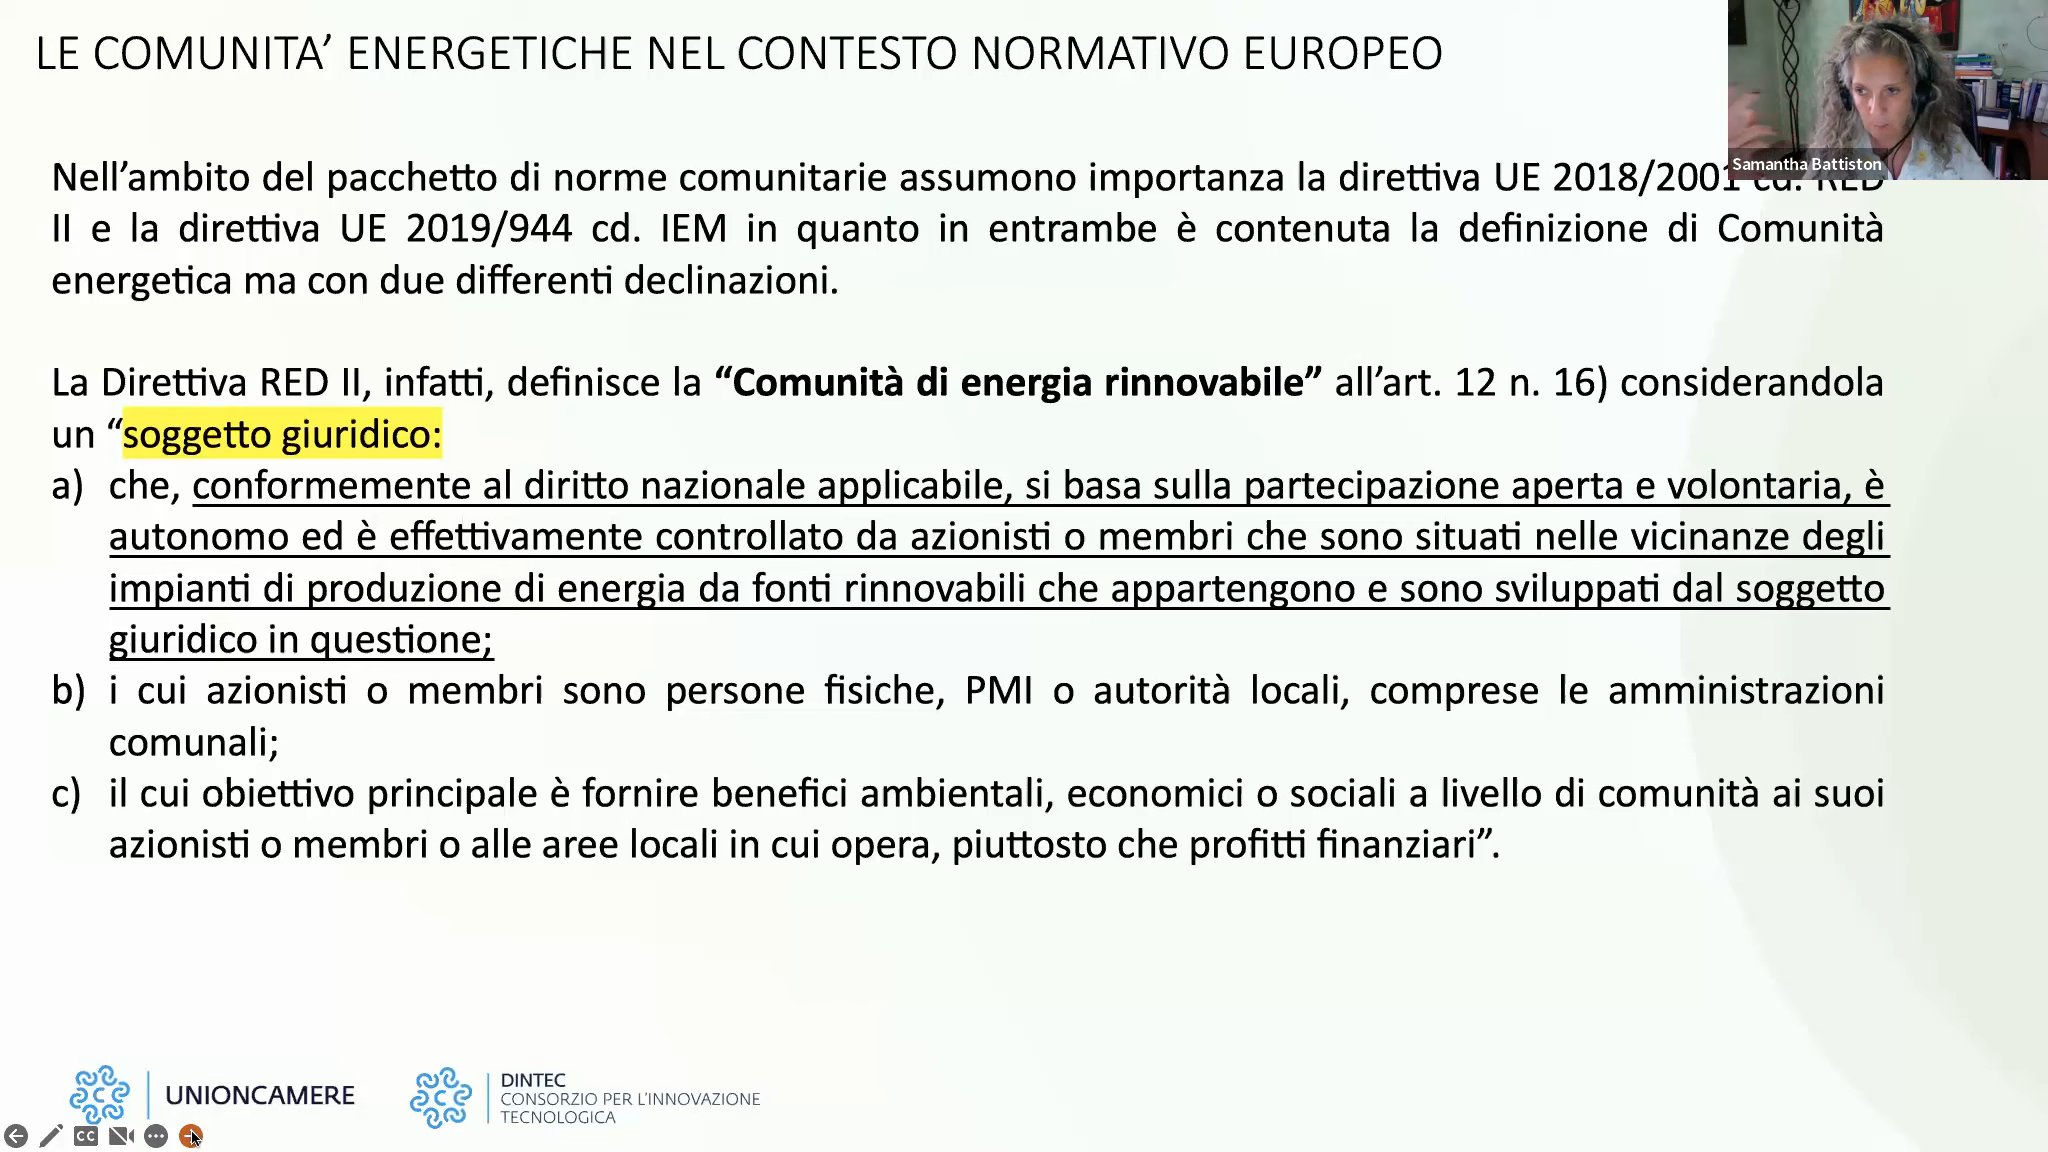 LE COMUNITA’ ENERGETICHE NEL CONTESTO NORMATIVO EUROPEO
Samantha Battiston
Nell’ambito del pacchetto di norme comunitarie assumono importanza la direttiva UE 2018/2001 cd. RED
II e la direttiva UE 2019/944 cd. IEM in quanto in entrambe è contenuta la definizione di Comunità
energetica ma con due differenti declinazioni.
La Direttiva RED II, infatti, definisce la “Comunità di energia rinnovabile” all’art. 12 n. 16) considerandola
un “soggetto giuridico:
a) che, conformemente al diritto nazionale applicabile, si basa sulla partecipazione aperta e volontaria, è
autonomo ed è effettivamente controllato da azionisti o membri che sono situati nelle vicinanze degli
impianti di produzione di energia da fonti rinnovabili che appartengono e sono sviluppati dal soggetto
giuridico in questione;
b) i cui azionisti o membri sono persone fisiche, PMI o autorità locali, comprese le amministrazioni
comunali;
c) il cui obiettivo principale è fornire benefici ambientali, economici o sociali a livello di comunità ai suoi
azionisti o membri o alle aree locali in cui opera, piuttosto che profitti finanziari”.
UNIONCAMERE
DINTEC
CONSORZIO PER L'INNOVAZIONE
TECNOLOGICA
CC